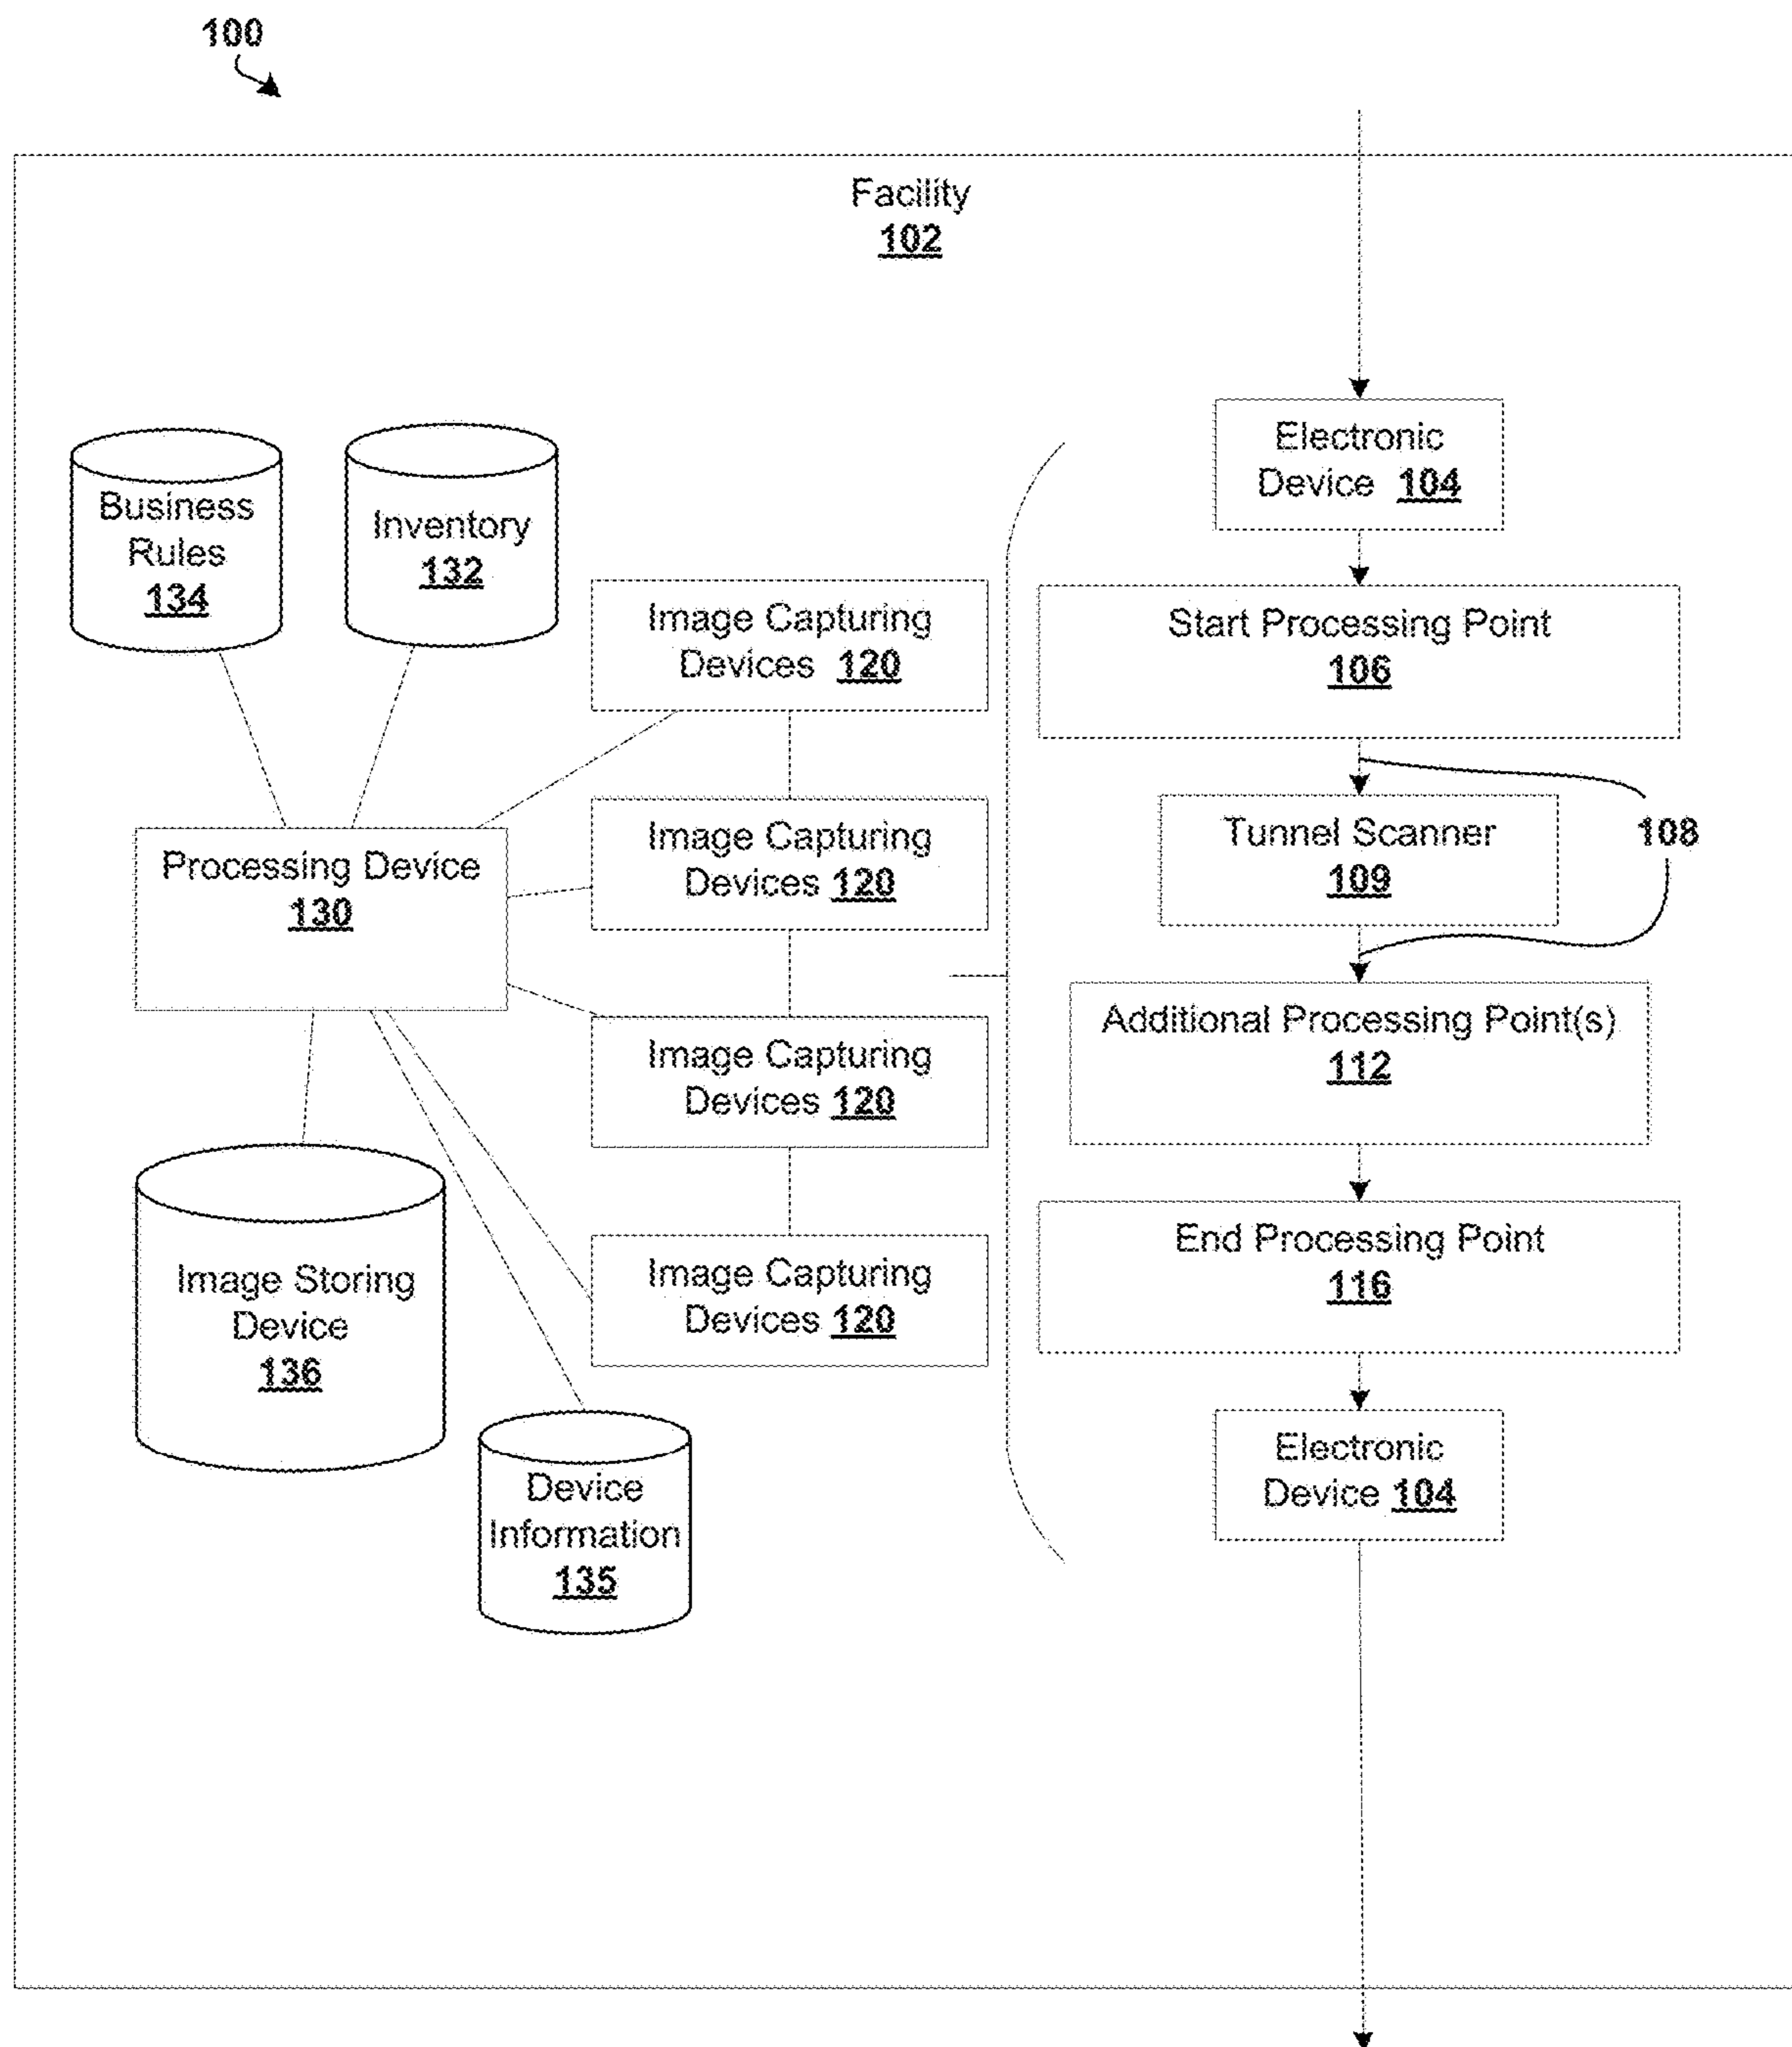 100
Facility
102
Electronic
Device 104
Business
Rules
134
Inventory
132
Image Capturing
Devices 120
Start Processing Point
106
Image Capturing
Devices 120
Tunnel Scanner
109
108
Processing Device
130
Image Capturing
Devices 120
Additional Processing Point(s)
112
Image Storing
Device
136
Image Capturing
Devices 120
End Processing Point
116
Device
Information
135
Electronic
Device 104